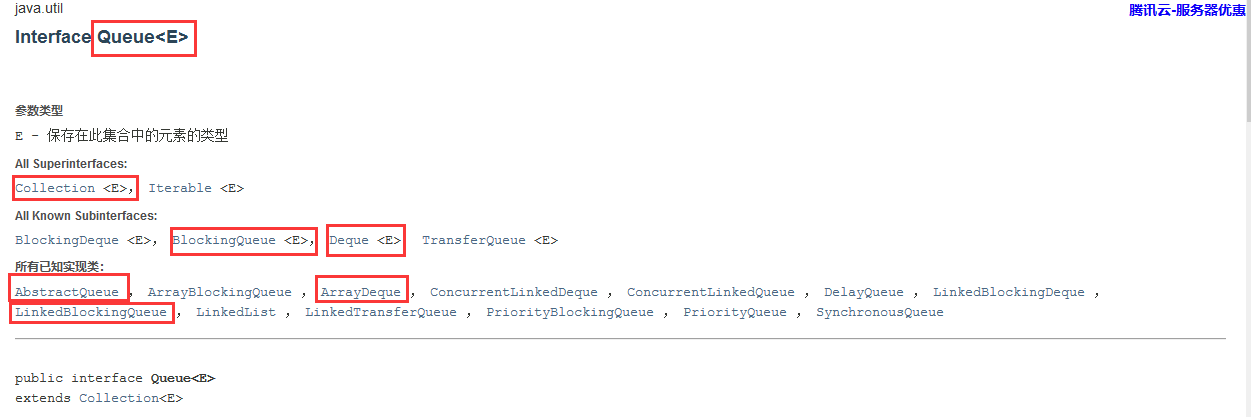 java.util
腾讯云-服务器优惠
Interface Queue<E>
参数类型
E - 保存在此集合中的元素的类型
All Superinterfaces:
Collection <E>, Iterable <E>
All Known Subinterfaces:
BlockingDeque <E>, BlockingQueue <E>, Deque <E> TransferQueue <E>
所有已知实现类:
AbstractQueue , ArrayBlockingQueue , ArrayDeque , ConcurrentLinkedDeque , ConcurrentLinkedQueue , DelayQueue , LinkedBlockingDeque ,
LinkedBlockingQueue , LinkedList , LinkedTransferQueue , PriorityBlockingQueue , PriorityQueue , SynchronousQueue
public interface Queue<E>
extends Collection<E>